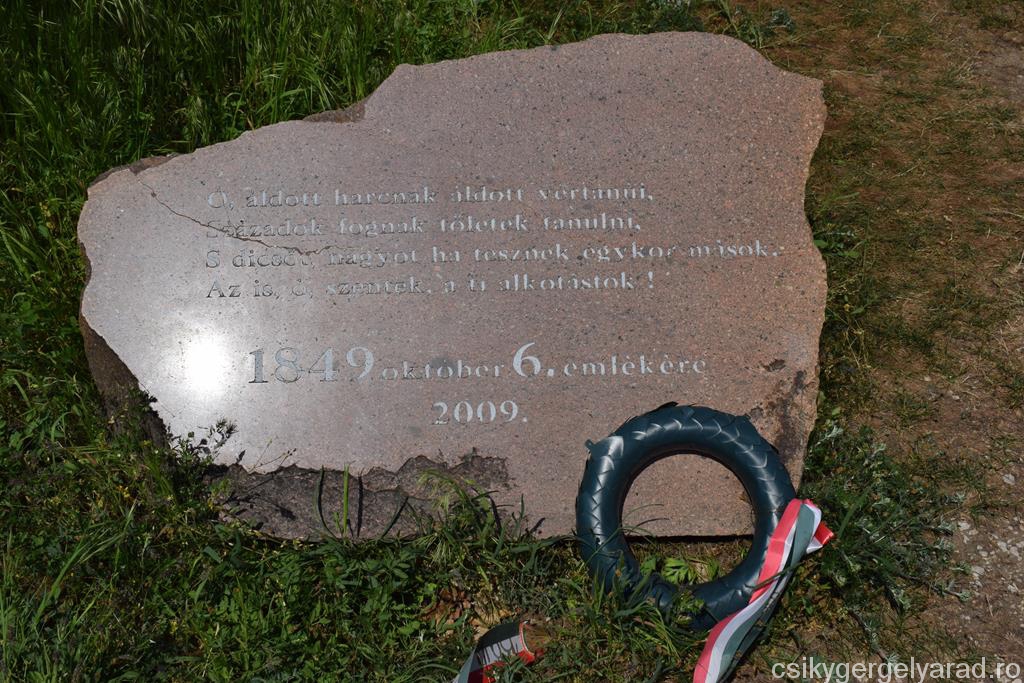 Ó, áldott harcnak áldott vértanúi,
Századok fognak tőletek tanulni,
S dicsőt, nagyot ha tesznek egykor mások,
Az is, ó, szentek, a ti alkotástok!
1849 október 6. emlékére
2009.
csikygergelyarad.ro